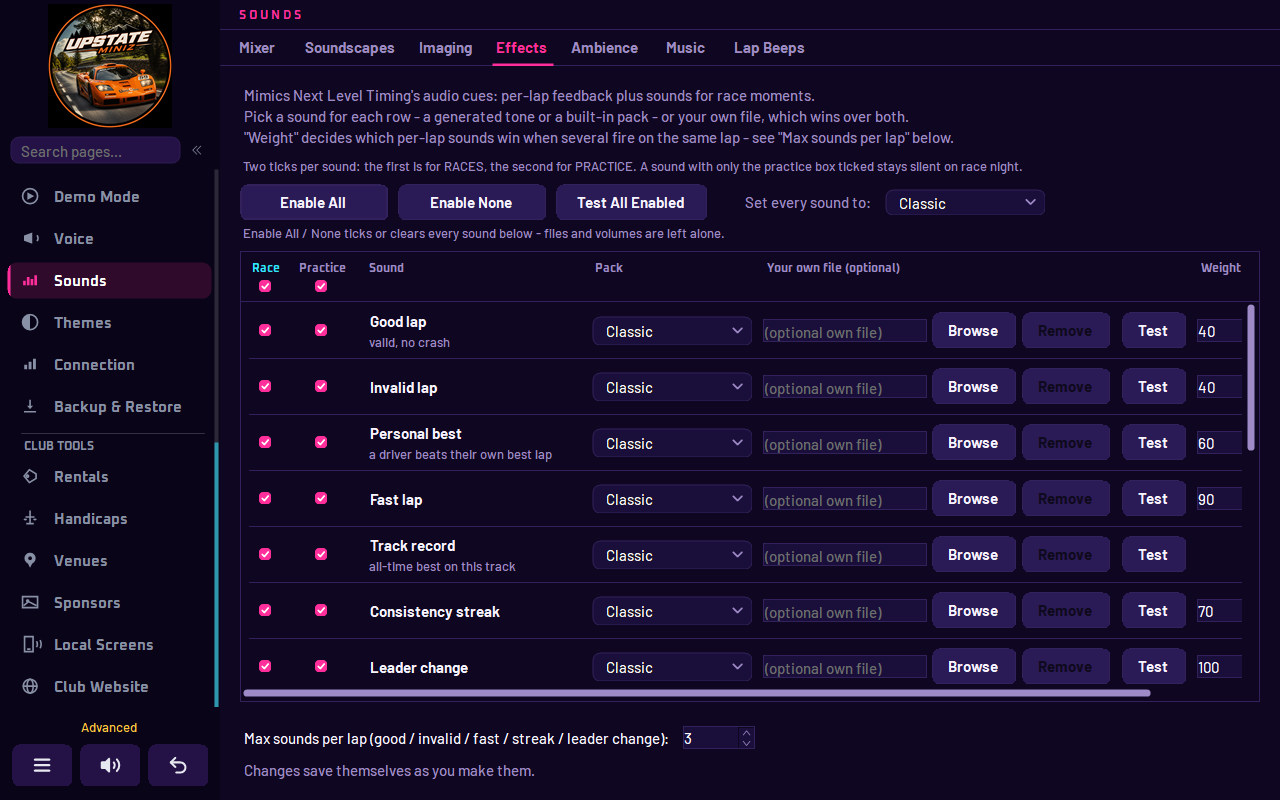 UPSTATE
MINIZ
Search pages...
Demo Mode
Voice
Sounds
Themes
Connection
Backup & Restore
CLUB TOOLS
Rentals
Handicaps
Venues
Sponsors
Local Screens
Club Website
Advanced
SOUNDS
Mixer Soundscapes Imaging Effects Ambience Music Lap Beeps
Mimics Next Level Timing's audio cues: per-lap feedback plus sounds for race moments.
Pick a sound for each row - a generated tone or a built-in pack - or your own file, which wins over both.
"Weight" decides which per-lap sounds win when several fire on the same lap - see "Max sounds per lap" below.
Two ticks per sound: the first is for RACES, the second for PRACTICE. A sound with only the practice box ticked stays silent on race night.
Enable All Enable None Test All Enabled Set every sound to: Classic
Enable All / None ticks or clears every sound below - files and volumes are left alone.
Race Practice Sound Pack Your own file (optional) Weight
Good lap Classic (optional own file) Browse Remove Test 40
valid, no crash
Invalid lap Classic (optional own file) Browse Remove Test 40
Personal best Classic (optional own file) Browse Remove Test 60
a driver beats their own best lap
Fast lap Classic (optional own file) Browse Remove Test 90
Track record Classic (optional own file) Browse Remove Test
all-time best on this track
Consistency streak Classic (optional own file) Browse Remove Test 70
Leader change Classic (optional own file) Browse Remove Test 100
Max sounds per lap (good / invalid / fast / streak / leader change): 3
Changes save themselves as you make them.